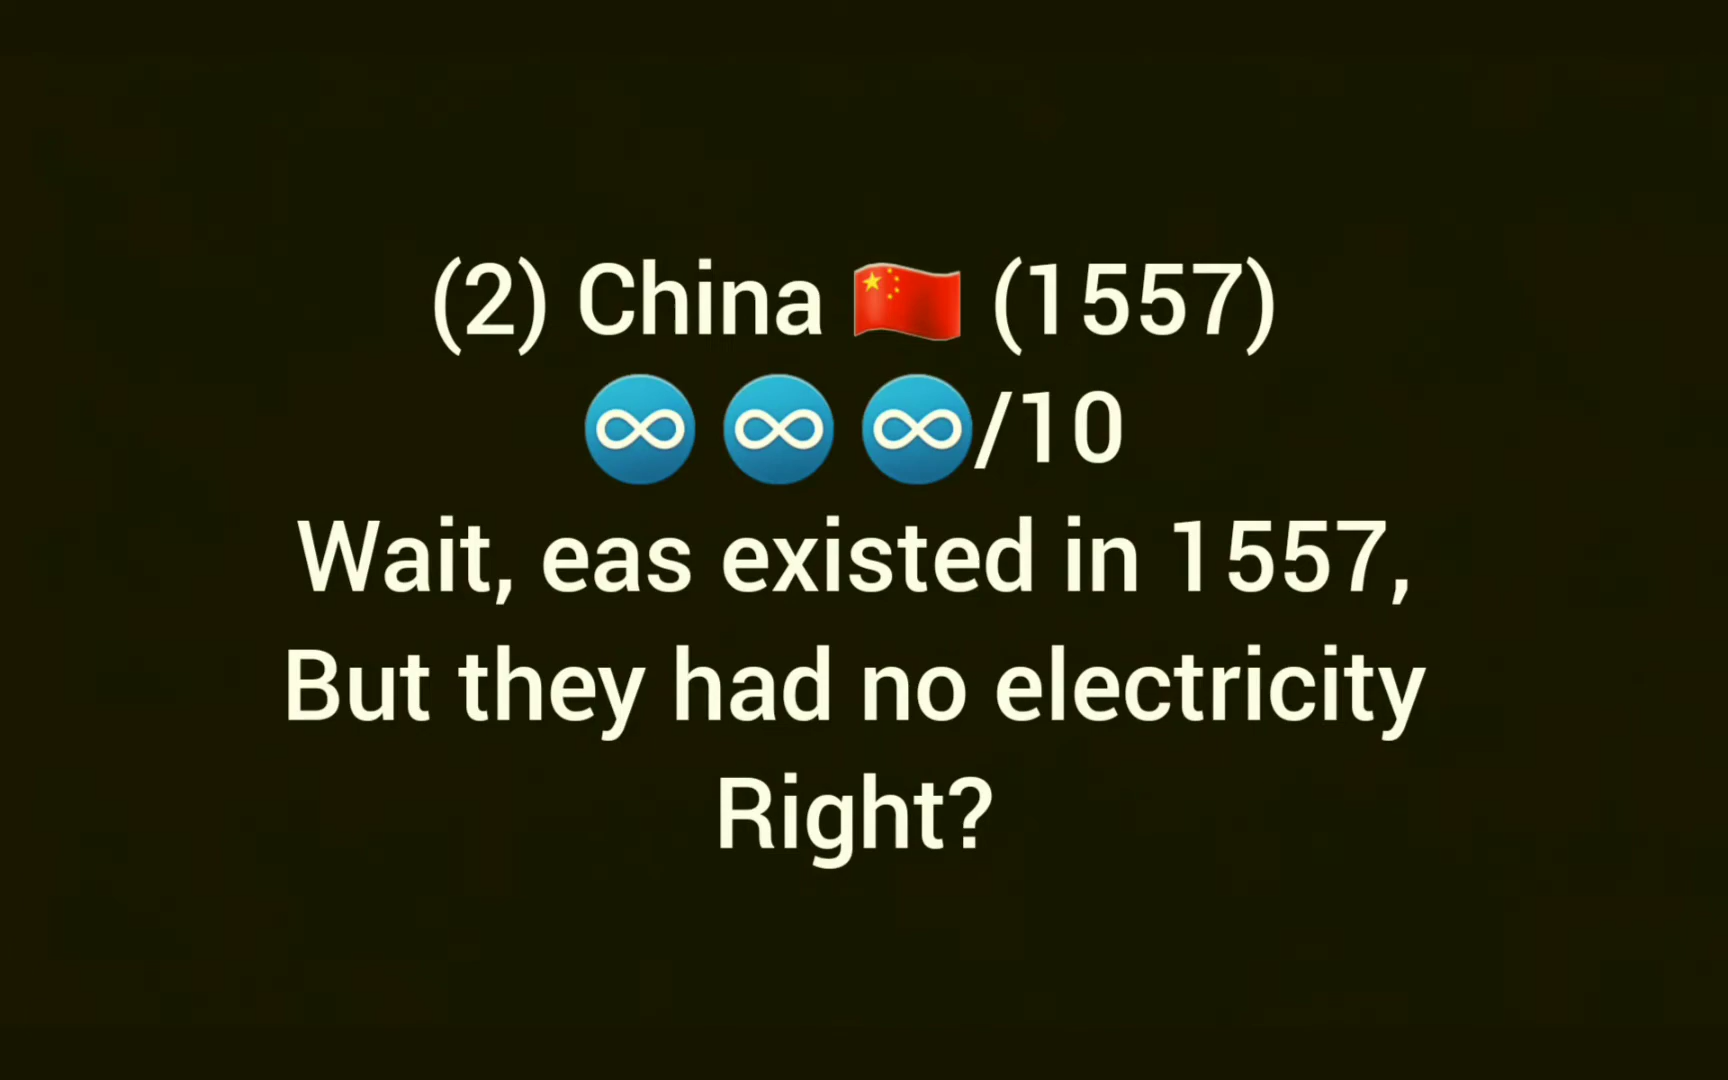 (2) China 🇨🇳 (1557)
♾️ ♾️ ♾️/10
Wait, eas existed in 1557,
But they had no electricity
Right?